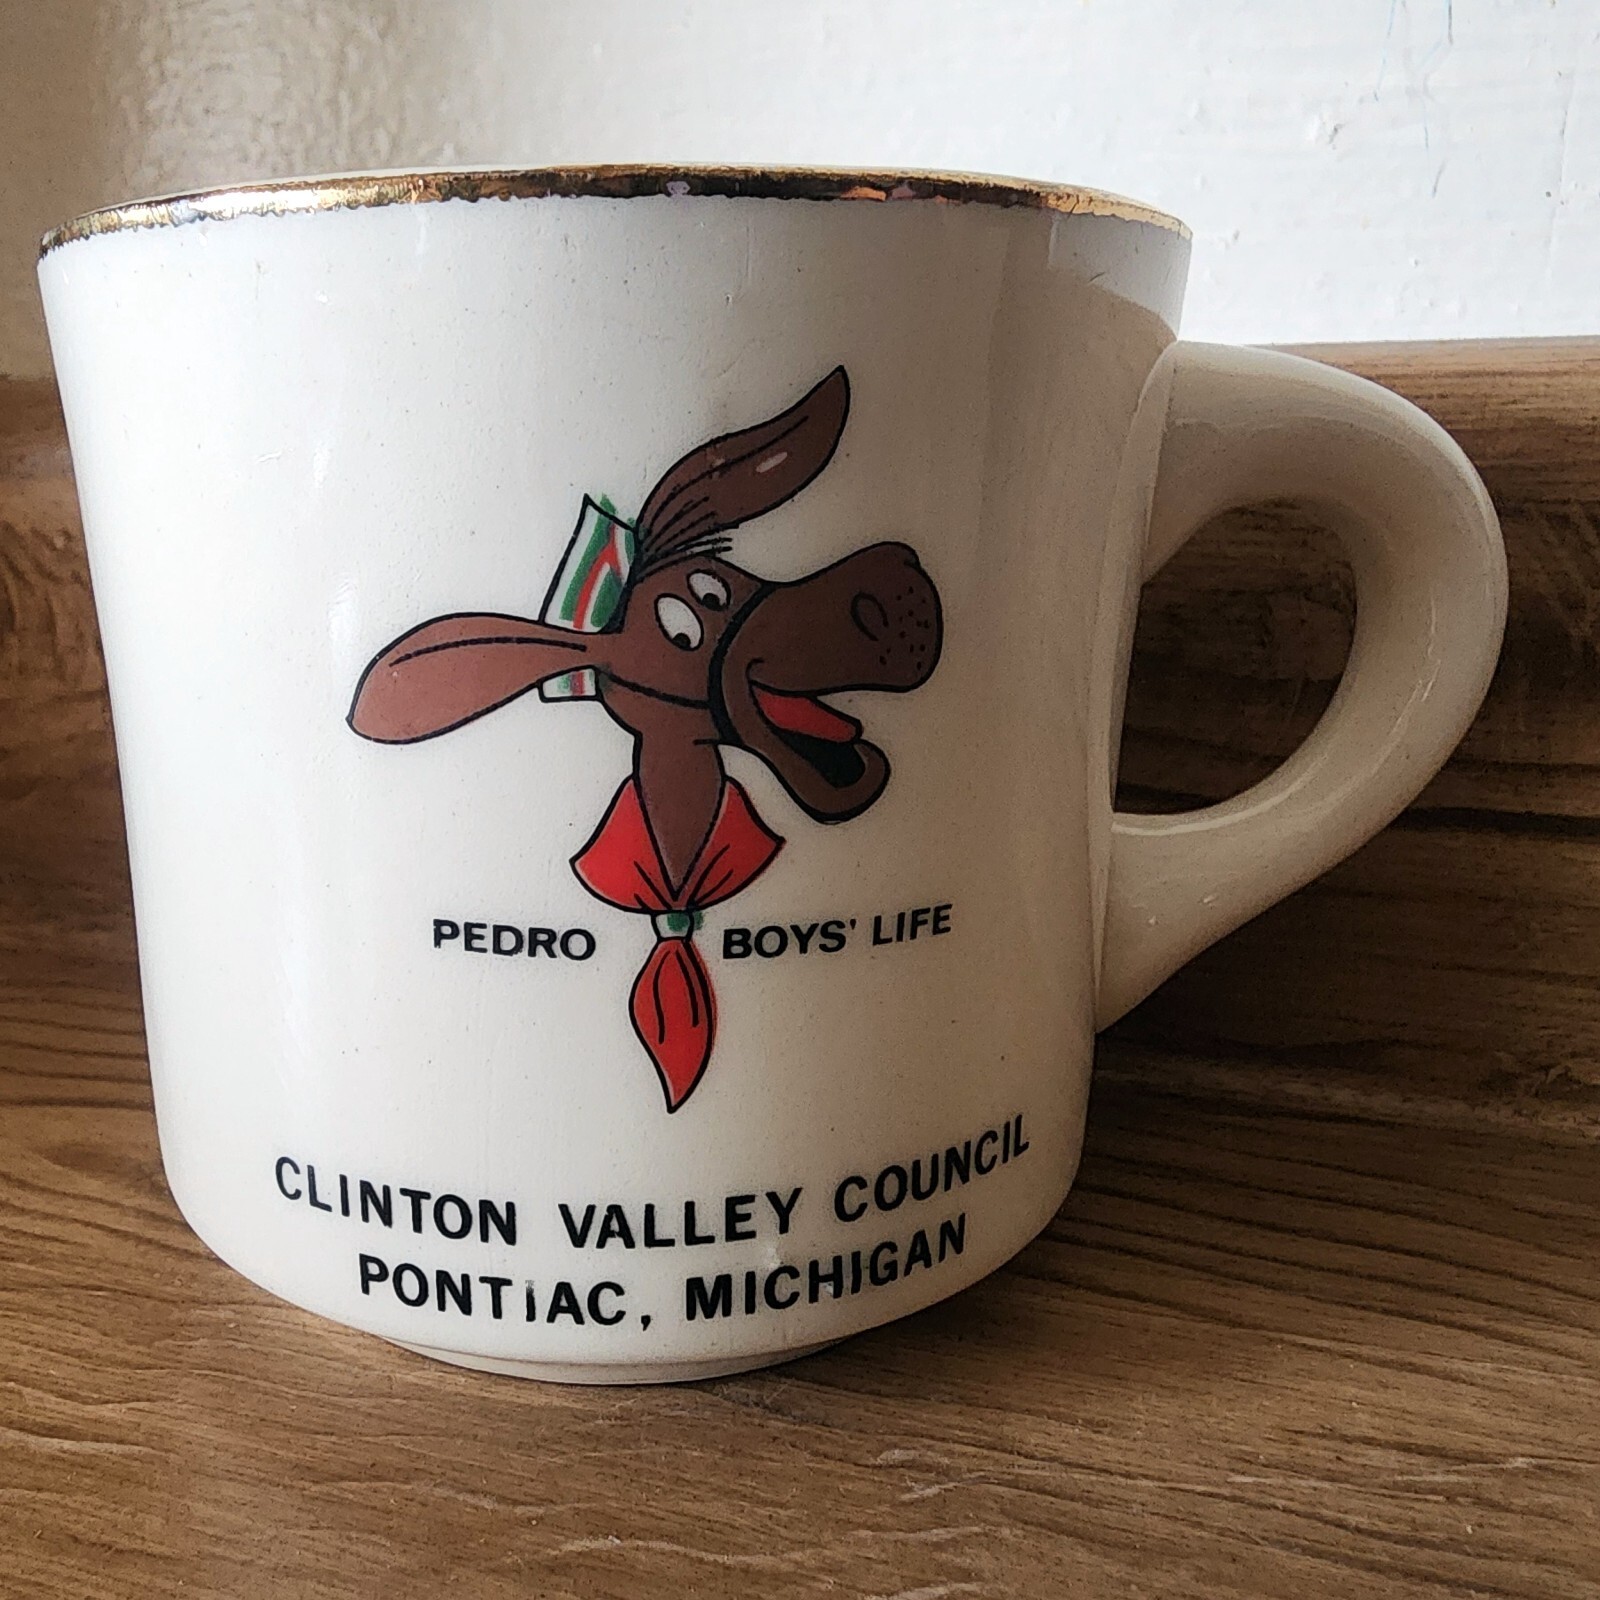 PEDRO BOYS' LIFE
CLINTON VALLEY COUNCIL
PONTIAC, MICHIGAN